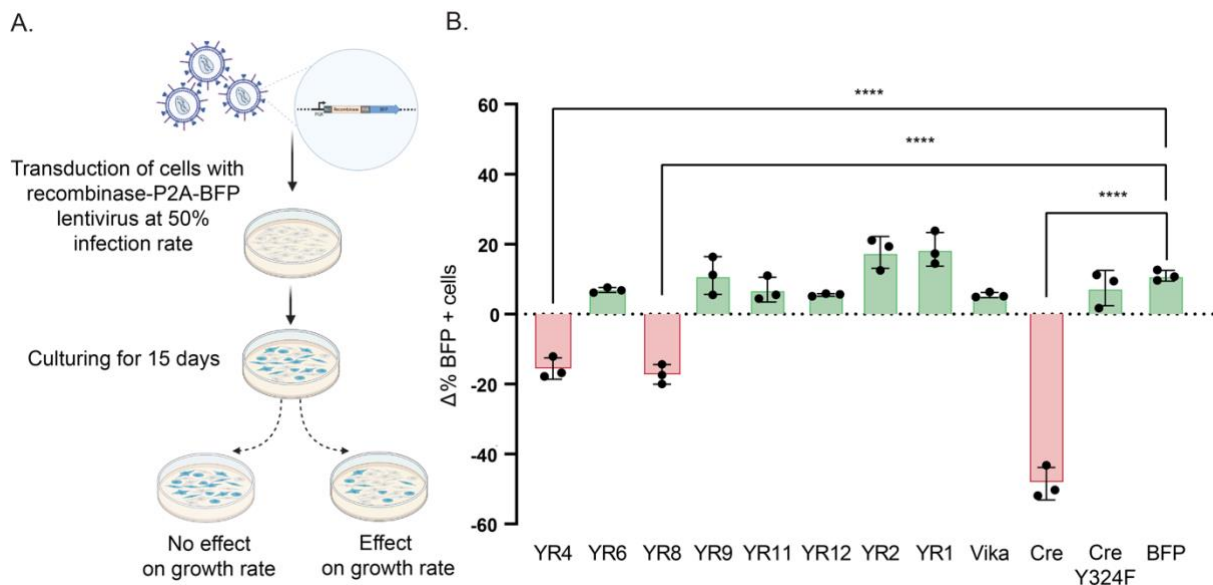 A.
Recombinase
BFP
Transduction of cells with
recombinase-P2A-BFP
lentivirus at 50%
infection rate
Culturing for 15 days
No effect
on growth rate
Effect
on growth rate
B.
Δ% BFP + cells
60
40
20
0
-20
-40
-60
****
****
****
YR4 YR6 YR8 YR9 YR11 YR12 YR2 YR1 Vika Cre Cre BFP
Y324F